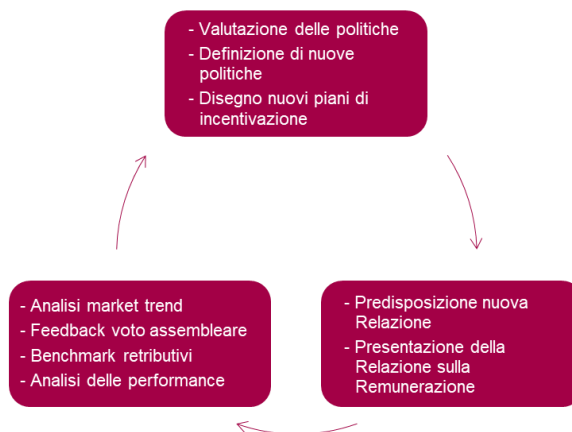 - Valutazione delle politiche
- Definizione di nuove
politiche
- Disegno nuovi piani di
incentivazione
- Analisi market trend
- Feedback voto assembleare
- Benchmark retributivi
- Analisi delle performance
- Predisposizione nuova
Relazione
- Presentazione della
Relazione sulla
Remunerazione